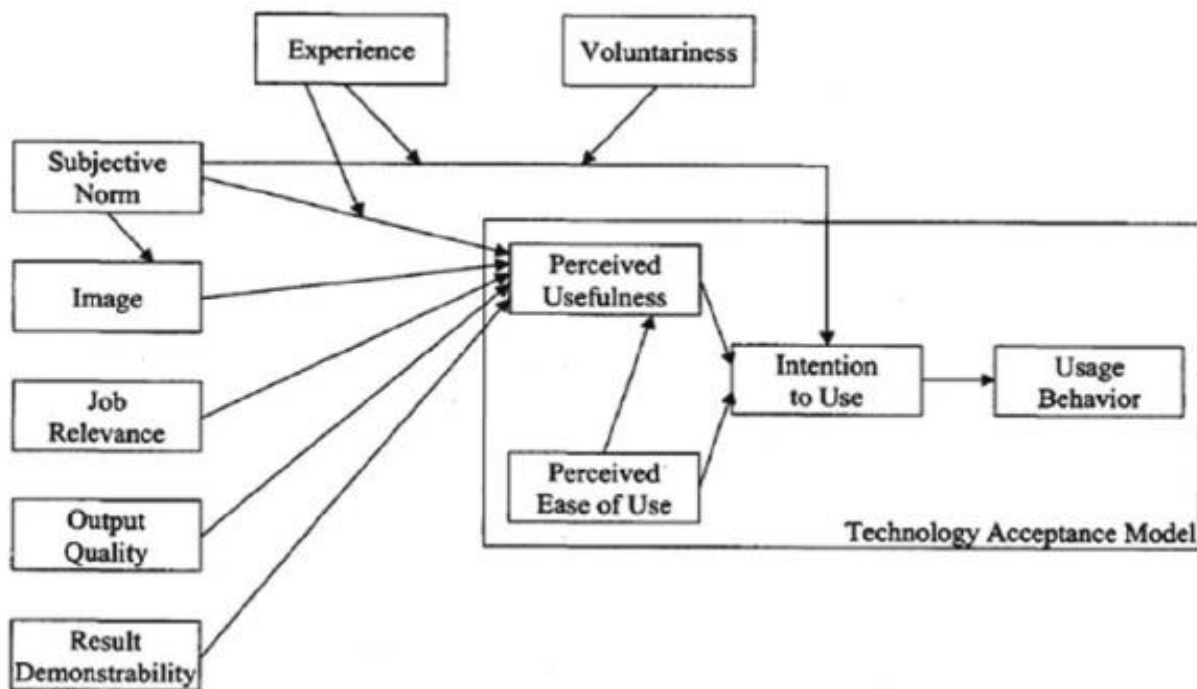 Experience
Voluntariness
Subjective
Norm
Image
Job
Relevance
Output
Quality
Result
Demonstrability
Perceived
Usefulness
Perceived
Ease of Use
Intention
to Use
Usage
Behavior
Technology Acceptance Model